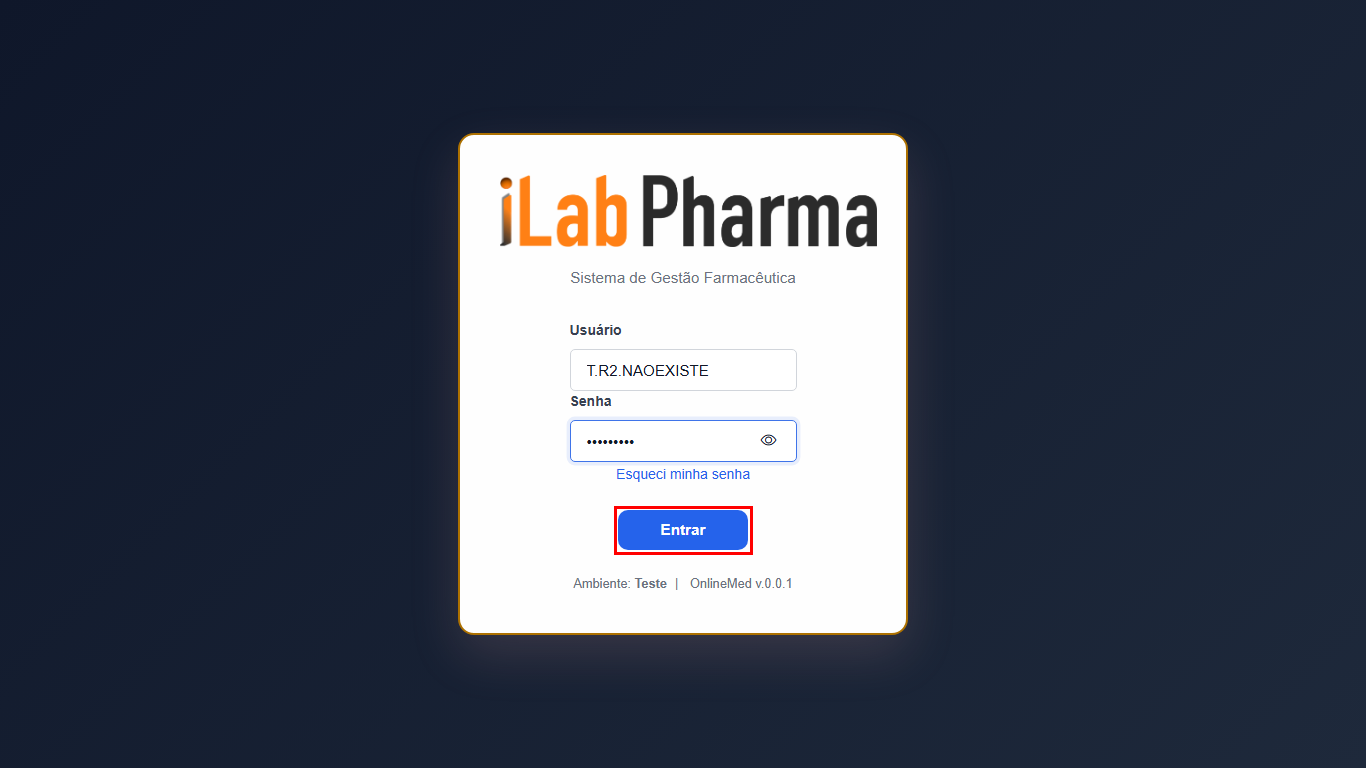 iLab Pharma
Sistema de Gestão Farmacêutica
Usuário
T.R2.NAOEXISTE
Senha
•••••••••
Esqueci minha senha
Entrar
Ambiente: Teste | OnlineMed v.0.0.1